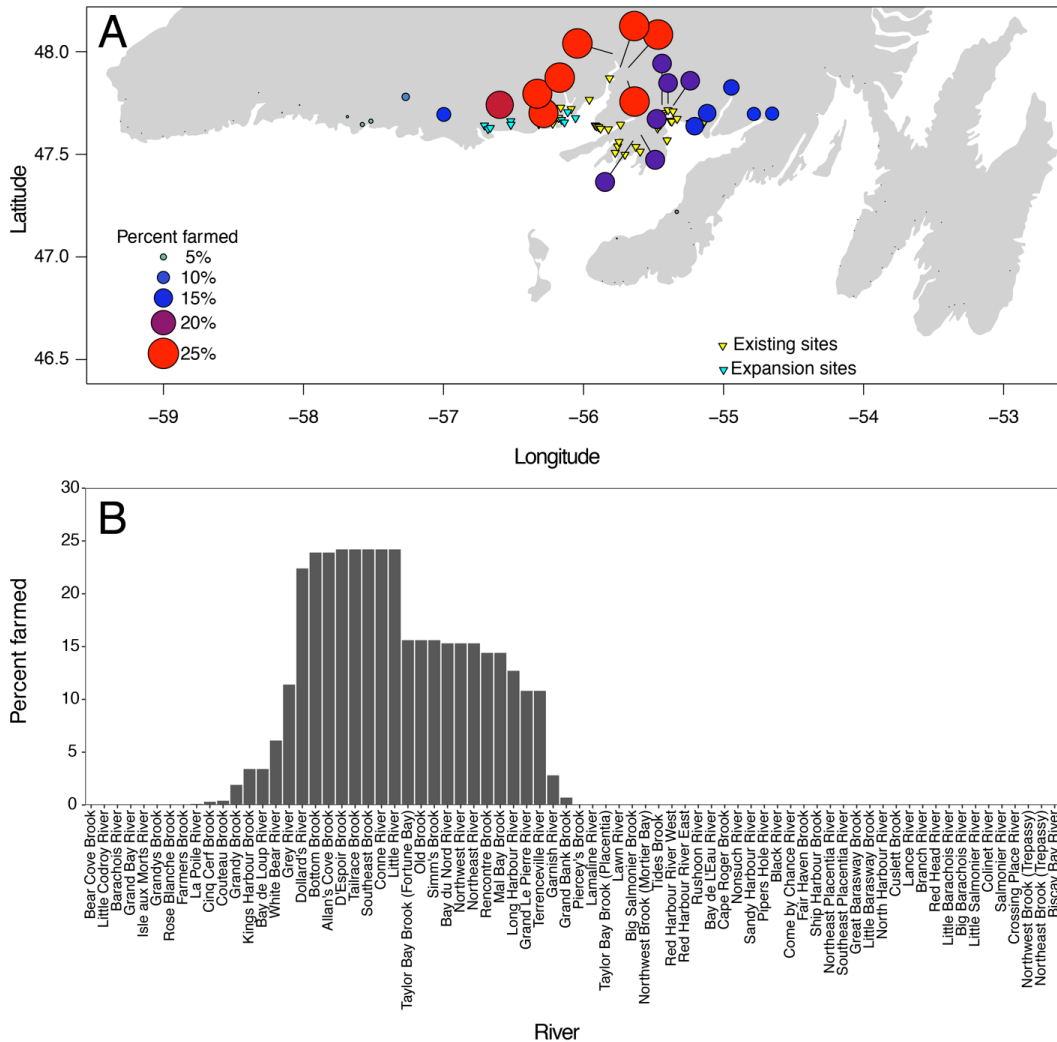 A
48.0
47.5
47.0
46.5
Latitude
Percent farmed
5%
10%
15%
20%
25%
Existing sites
Expansion sites
−59
−58
−57
−56
−55
−54
−53
Longitude
B
30
25
20
15
10
5
0
Percent farmed
Bear Cove Brook
Little Codroy River
Barachois River
Grand Bay River
Isle aux Morts River
Grandys Brook
Rose Blanche Brook
Farmers Brook
La Poile River
Cinq Cerf Brook
Couteau Brook
Grandy Brook
Kings Harbour Brook
Bay de Loup River
White Bear River
Grey River
Dollard's River
Bottom Brook
Allan's Cove Brook
D'Espoir Brook
Tailrace Brook
Southeast Brook
Conne River
Little River
Taylor Bay Brook (Fortune Bay)
Old Brook
Simm's Brook
Bay du Nord River
Northwest River
Northeast River
Rencontre Brook
Mal Bay Brook
Long Harbour River
Grand Le Pierre River
Terrenceville River
Garnish River
Grand Bank Brook
Piercey's Brook
Lamaline River
Taylor Bay Brook (Placentia)
Lawn River
Big Salmonier Brook
Northwest Brook (Mortier Bay)
Tides Brook
Red Harbour River West
Red Harbour River East
Rushoon River
Bay de L'Eau River
Cape Roger Brook
Nonsuch River
Sandy Harbour River
Pipers Hole River
Black River
Come by Chance River
Fair Haven Brook
Ship Harbour Brook
Northeast Placentia River
Southeast Placentia River
Great Barasway Brook
Little Barasway Brook
North Harbour River
Cuslett Brook
Lance River
Branch River
Red Head River
Little Barachois River
Big Barachois River
Little Salmonier River
Colinet River
Salmonier River
Crossing Place River
Northwest Brook (Trepassy)
Northeast Brook (Trepassey)
Biscay Bay River
River